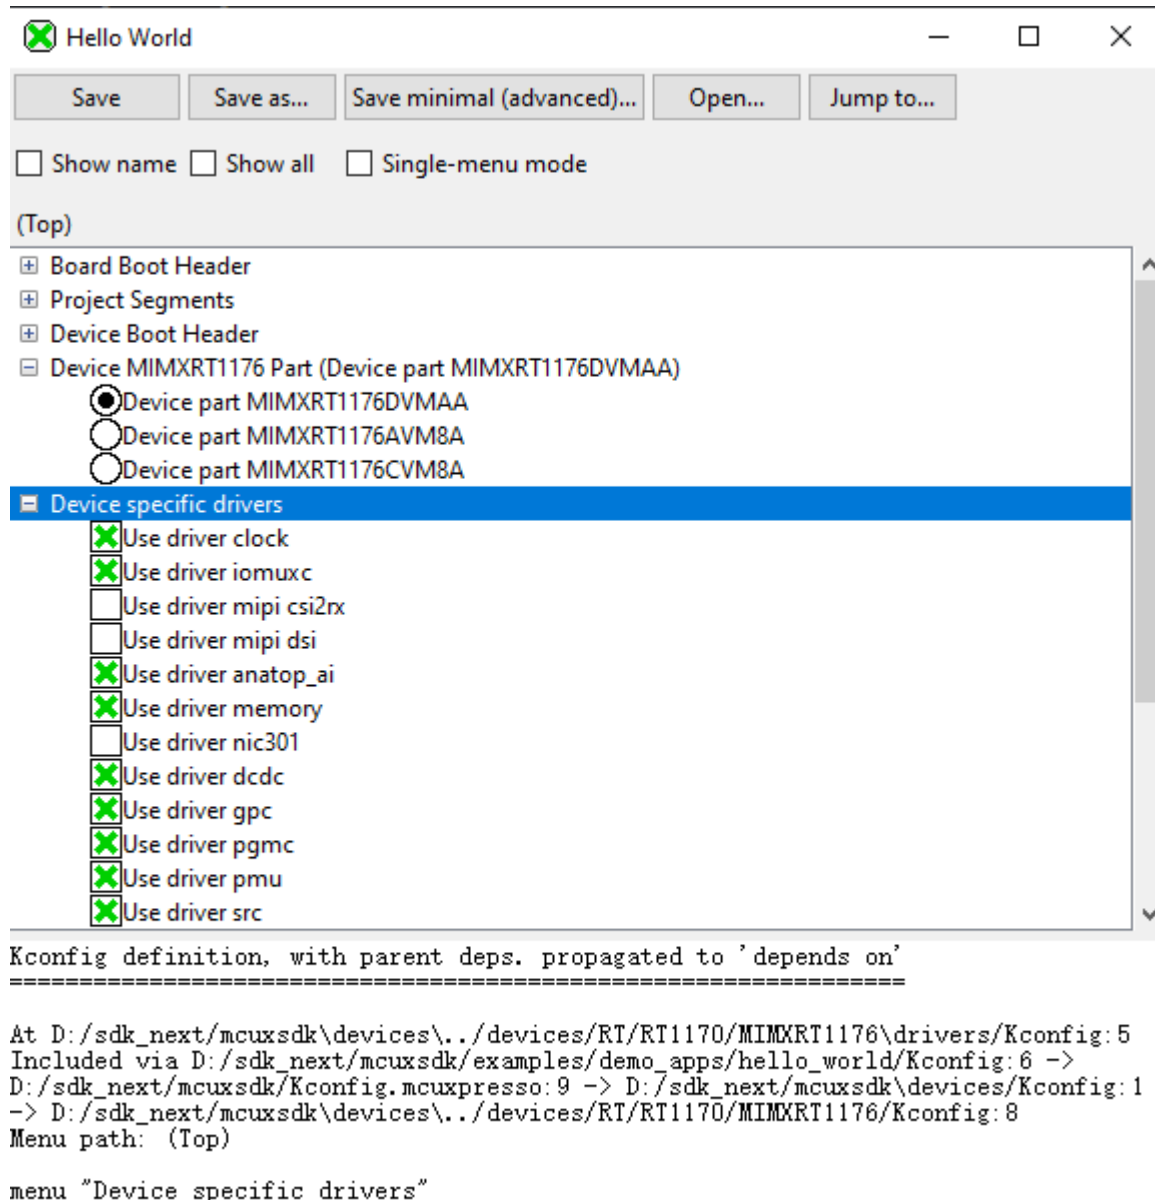 Hello World
Save Save as... Save minimal (advanced)... Open... Jump to...
Show name Show all Single-menu mode
(Top)
Board Boot Header
Project Segments
Device Boot Header
Device MIMXRT1176 Part (Device part MIMXRT1176DVMAA)
Device part MIMXRT1176DVMAA
Device part MIMXRT1176AVM8A
Device part MIMXRT1176CVM8A
Device specific drivers
Use driver clock
Use driver iomuxc
Use driver mipi csi2rx
Use driver mipi dsi
Use driver anatop_ai
Use driver memory
Use driver nic301
Use driver dcdc
Use driver gpc
Use driver pgmc
Use driver pmu
Use driver src
Kconfig definition, with parent deps. propagated to 'depends on'
================================================================
At D:/sdk_next/mcuxsdk\devices\../devices/RT/RT1170/MIMXRT1176\drivers/Kconfig:5
Included via D:/sdk_next/mcuxsdk/examples/demo_apps/hello_world/Kconfig:6 ->
D:/sdk_next/mcuxsdk/Kconfig.mcuxpresso:9 -> D:/sdk_next/mcuxsdk\devices/Kconfig:1
-> D:/sdk_next/mcuxsdk\devices\../devices/RT/RT1170/MIMXRT1176/Kconfig:8
Menu path: (Top)
menu "Device specific drivers"